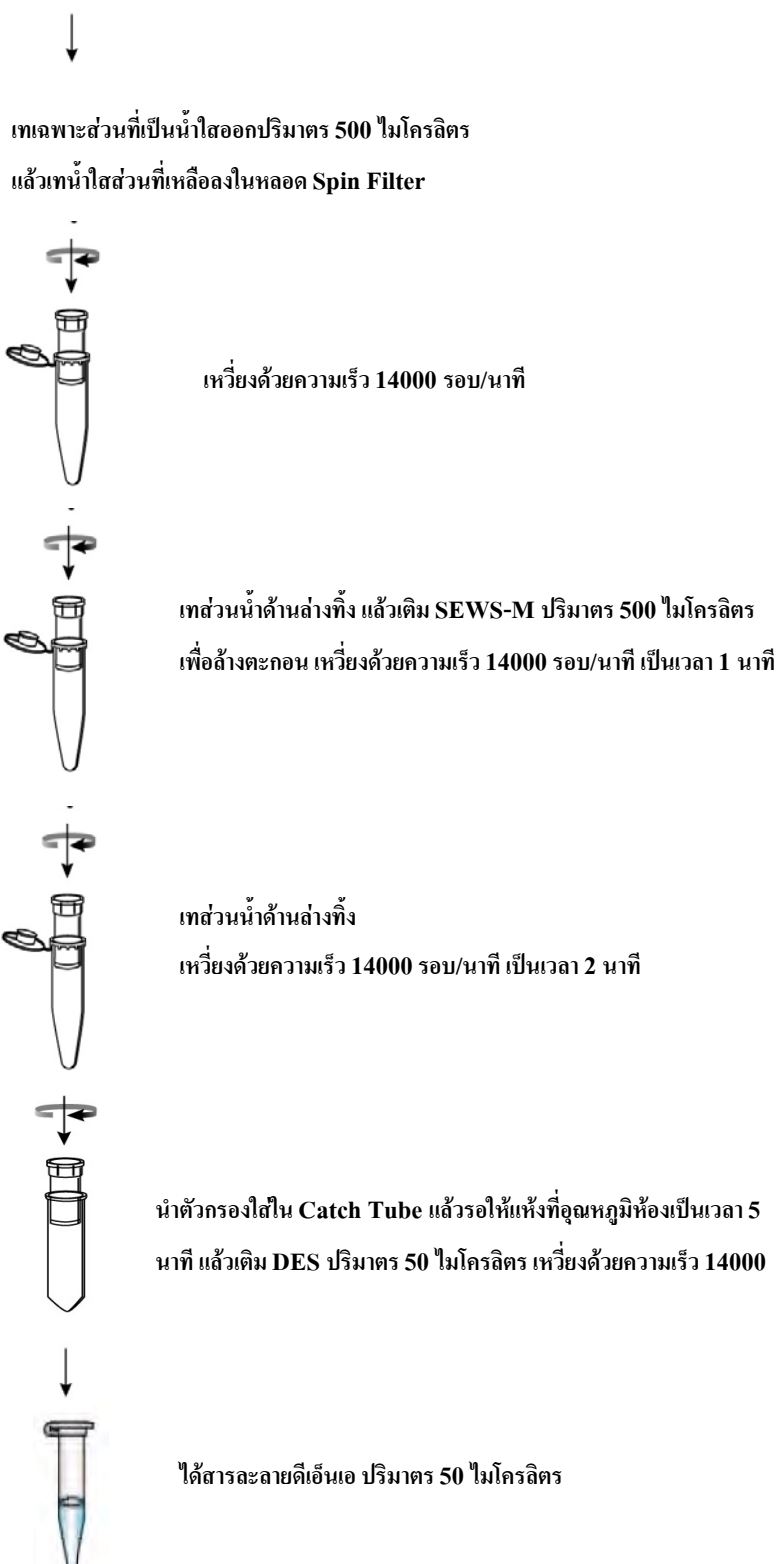 เทเฉพาะส่วนที่เป็นน้ำใสออกปริมาตร 500 ไมโครลิตร
แล้วเทน้ำใสส่วนที่เหลือลงในหลอด Spin Filter
เหวี่ยงด้วยความเร็ว 14000 รอบ/นาที
เทส่วนน้ำด้านล่างทิ้ง แล้วเติม SEWS-M ปริมาตร 500 ไมโครลิตร
เพื่อล้างตะกอน เหวี่ยงด้วยความเร็ว 14000 รอบ/นาที เป็นเวลา 1 นาที
เทส่วนน้ำด้านล่างทิ้ง
เหวี่ยงด้วยความเร็ว 14000 รอบ/นาที เป็นเวลา 2 นาที
นำตัวกรองใส่ใน Catch Tube แล้วรอให้แห้งที่อุณหภูมิห้องเป็นเวลา 5
นาที แล้วเติม DES ปริมาตร 50 ไมโครลิตร เหวี่ยงด้วยความเร็ว 14000
ได้สารละลายดีเอ็นเอ ปริมาตร 50 ไมโครลิตร